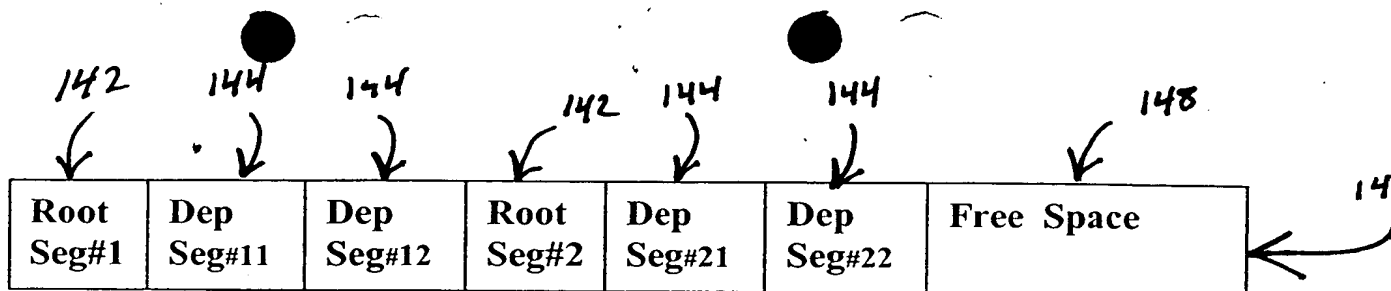 142 144 144 142 144 144 148
Root Dep Dep Root Dep Dep Free Space
Seg#1 Seg#11 Seg#12 Seg#2 Seg#21 Seg#22